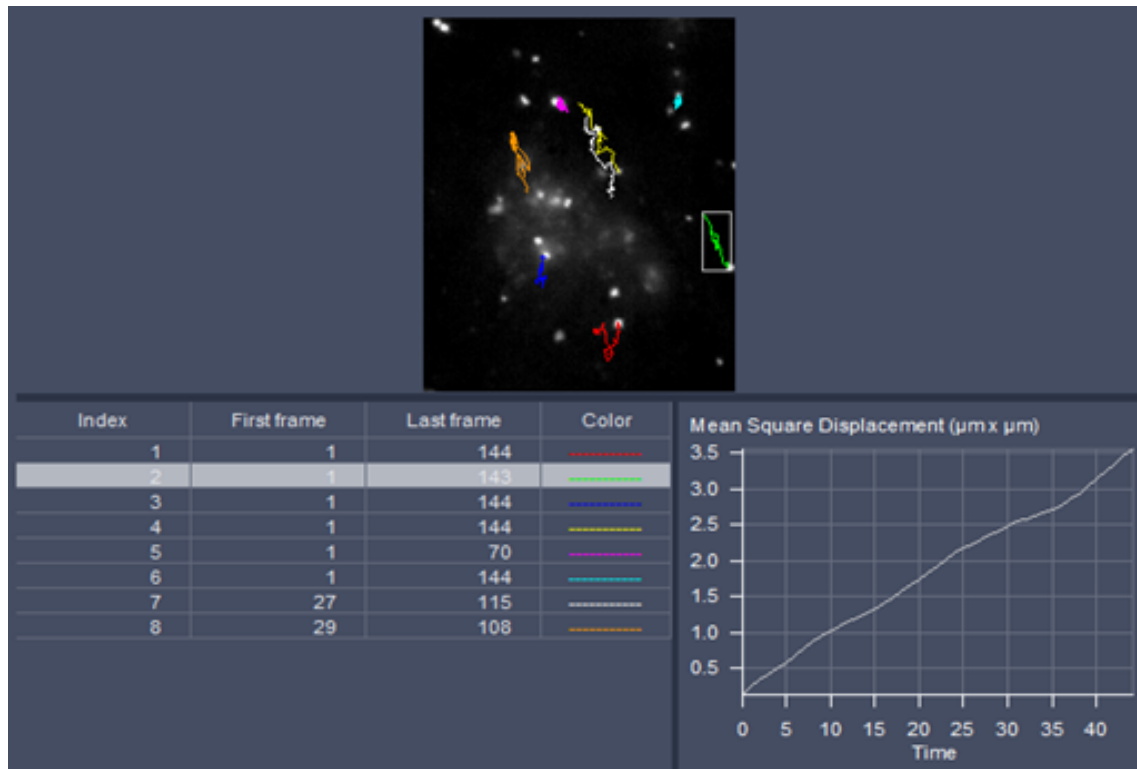 Index First frame Last frame Color
1 1 144
2 1 143
3 1 144
4 1 144
5 1 70
6 1 144
7 27 115
8 29 108
Mean Square Displacement (µm x µm)
3.5
3.0
2.5
2.0
1.5
1.0
0.5
0 5 10 15 20 25 30 35 40
Time